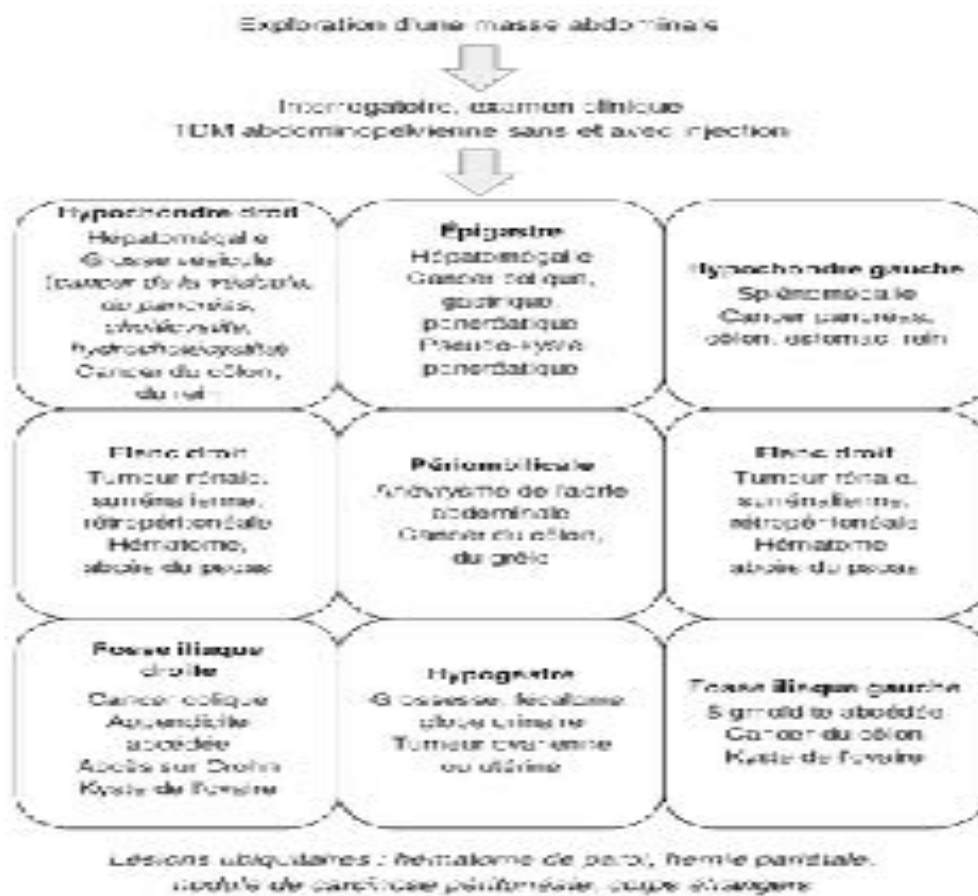 Exploration d'une masse abdominale
Interrogatoire, examen clinique
TDM abdominopelvienne sans et avec injection
Hypochondre droit
Hépatomégalie
Grosse vésicule
(cancer de la vésicule,
du pancréas,
cholécystite,
hydrocholécystite)
Cancer du côlon,
du rein
Épigastre
Hépatomégalie
Cancer colique,
gastrique,
pancréatique
Pseudo-kyste
pancréatique
Hypochondre gauche
Splénomégalie
Cancer pancréas,
côlon, estomac, rein
Flanc droit
Tumeur rénale,
surrénalienne,
rétropéritonéale
Hématome,
abcès du psoas
Périombilicale
Anévrysme de l'aorte
abdominale
Cancer du côlon,
du grêle
Flanc droit
Tumeur rénale,
surrénalienne,
rétropéritonéale
Hématome
abcès du psoas
Fosse iliaque
droite
Cancer colique
Appendicite
abcédée
Abcès sur Crohn
Kyste de l'ovaire
Hypogastre
Grossesse, fécalome,
globe urinaire
Tumeur ovarienne
ou utérine
Fosse iliaque gauche
Sigmoïdite abcédée
Cancer du côlon
Kyste de l'ovaire
Lésions ubiquitaires : hématome de paroi, hernie pariétale,
nodule de carcinose péritonéale, corps étrangers